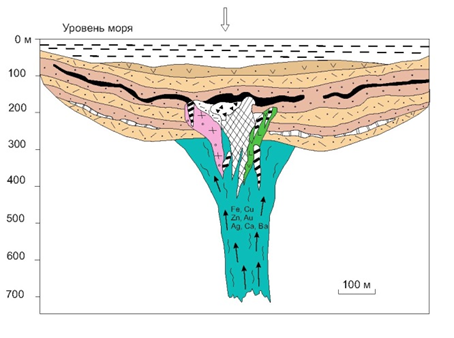 Уровень моря
0 м
100
200
300
400
500
600
700
Fe, Cu
Zn, Au
Ag, Ca, Ba
100 м